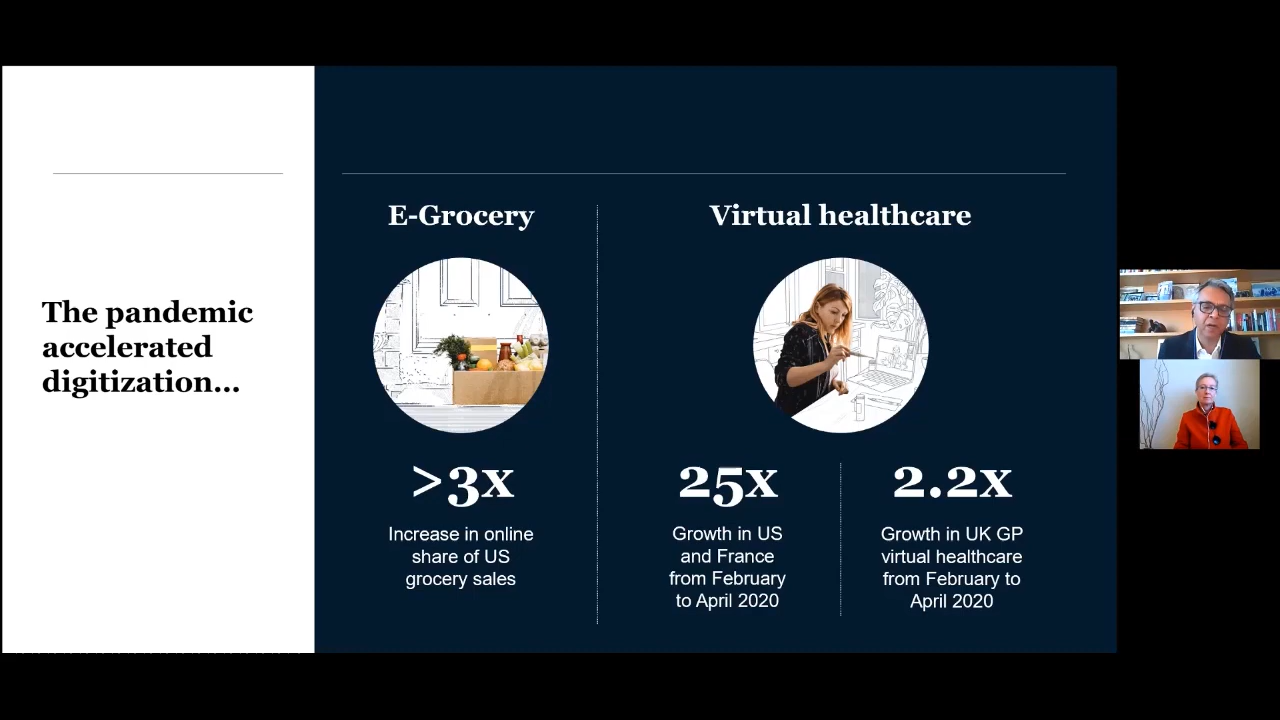 The pandemic
accelerated
digitization...
E-Grocery
>3x
Increase in online
share of US
grocery sales
Virtual healthcare
25x
Growth in US
and France
from February
to April 2020
2.2x
Growth in UK GP
virtual healthcare
from February to
April 2020